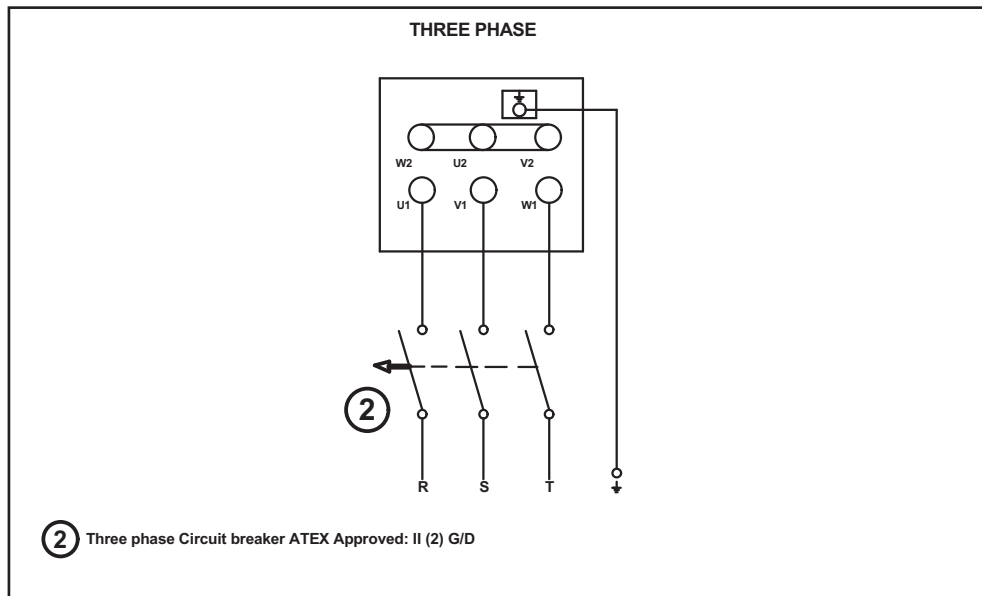 THREE PHASE
W2 U2 V2
U1 V1 W1
2
R S T
2 Three phase Circuit breaker ATEX Approved: II (2) G/D